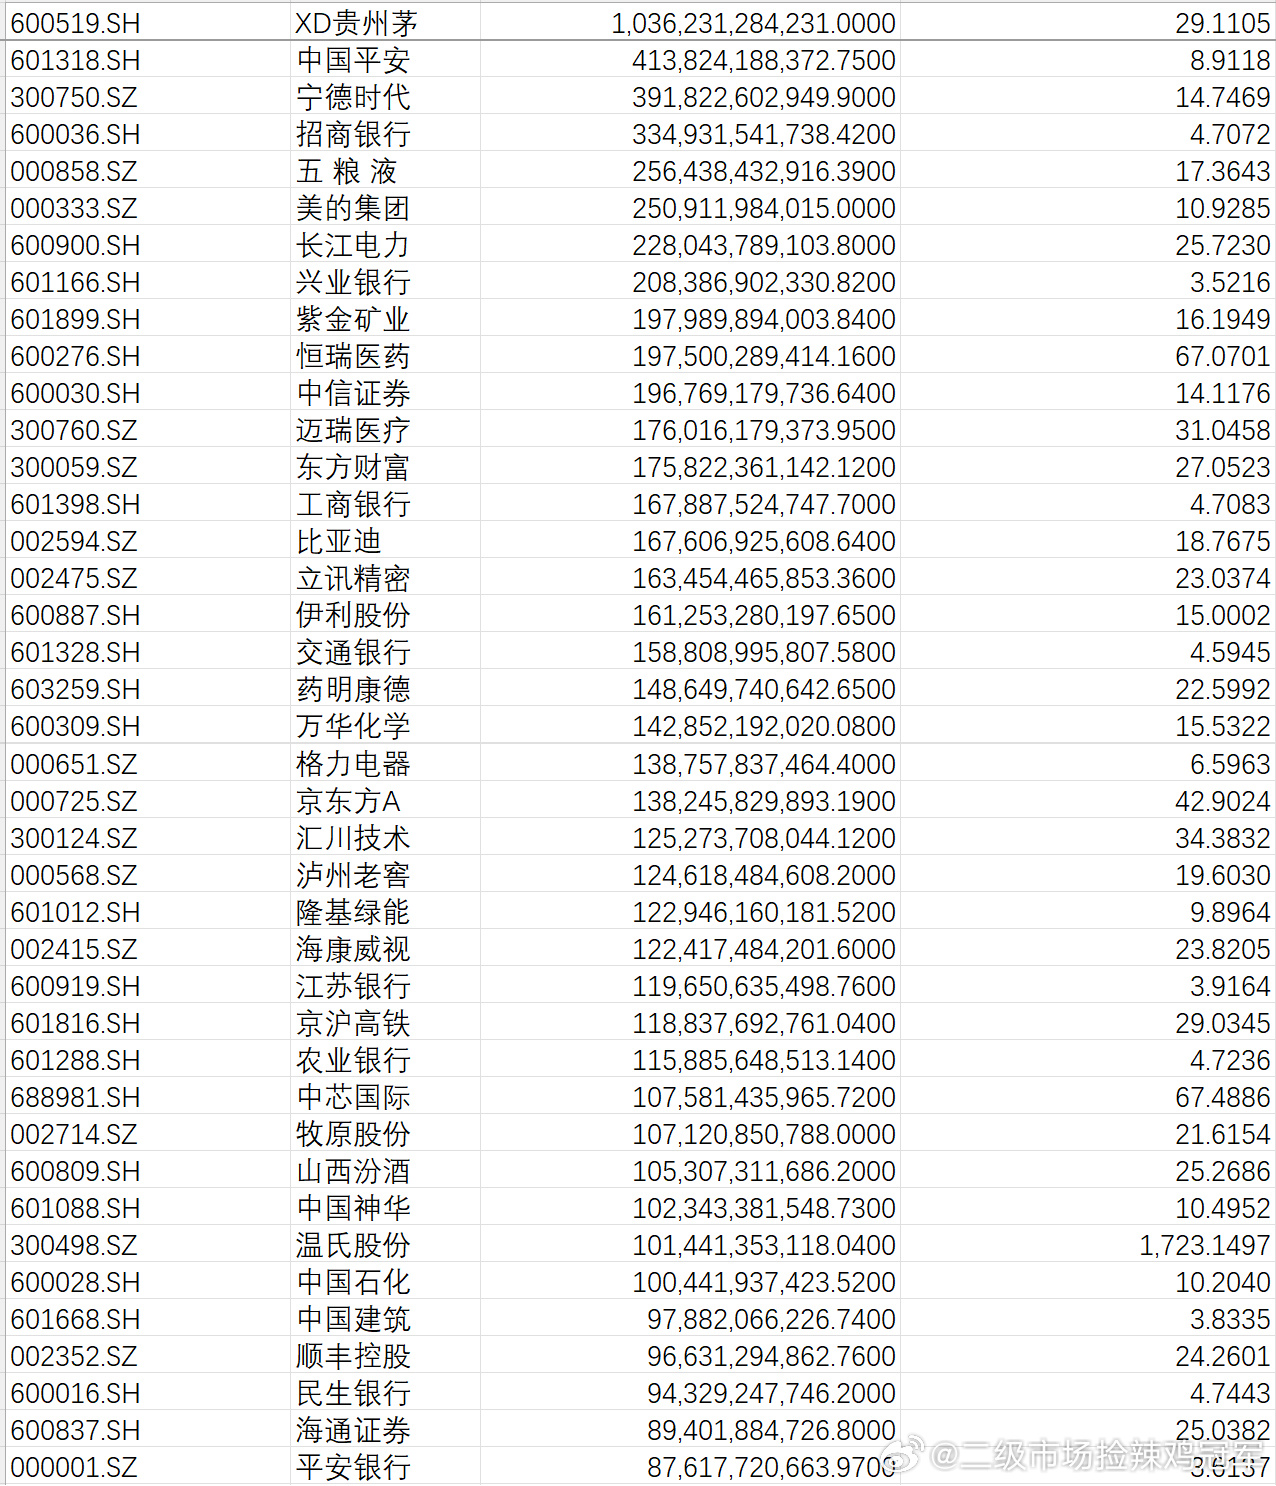 600519.SH XD贵州茅 1,036,231,284,231.0000 29.1105
601318.SH 中国平安 413,824,188,372.7500 8.9118
300750.SZ 宁德时代 391,822,602,949.9000 14.7469
600036.SH 招商银行 334,931,541,738.4200 4.7072
000858.SZ 五 粮 液 256,438,432,916.3900 17.3643
000333.SZ 美的集团 250,911,984,015.0000 10.9285
600900.SH 长江电力 228,043,789,103.8000 25.7230
601166.SH 兴业银行 208,386,902,330.8200 3.5216
601899.SH 紫金矿业 197,989,894,003.8400 16.1949
600276.SH 恒瑞医药 197,500,289,414.1600 67.0701
600030.SH 中信证券 196,769,179,736.6400 14.1176
300760.SZ 迈瑞医疗 176,016,179,373.9500 31.0458
300059.SZ 东方财富 175,822,361,142.1200 27.0523
601398.SH 工商银行 167,887,524,747.7000 4.7083
002594.SZ 比亚迪 167,606,925,608.6400 18.7675
002475.SZ 立讯精密 163,454,465,853.3600 23.0374
600887.SH 伊利股份 161,253,280,197.6500 15.0002
601328.SH 交通银行 158,808,995,807.5800 4.5945
603259.SH 药明康德 148,649,740,642.6500 22.5992
600309.SH 万华化学 142,852,192,020.0800 15.5322
000651.SZ 格力电器 138,757,837,464.4000 6.5963
000725.SZ 京东方A 138,245,829,893.1900 42.9024
300124.SZ 汇川技术 125,273,708,044.1200 34.3832
000568.SZ 泸州老窖 124,618,484,608.2000 19.6030
601012.SH 隆基绿能 122,946,160,181.5200 9.8964
002415.SZ 海康威视 122,417,484,201.6000 23.8205
600919.SH 江苏银行 119,650,635,498.7600 3.9164
601816.SH 京沪高铁 118,837,692,761.0400 29.0345
601288.SH 农业银行 115,885,648,513.1400 4.7236
688981.SH 中芯国际 107,581,435,965.7200 67.4886
002714.SZ 牧原股份 107,120,850,788.0000 21.6154
600809.SH 山西汾酒 105,307,311,686.2000 25.2686
601088.SH 中国神华 102,343,381,548.7300 10.4952
300498.SZ 温氏股份 101,441,353,118.0400 1,723.1497
600028.SH 中国石化 100,441,937,423.5200 10.2040
601668.SH 中国建筑 97,882,066,226.7400 3.8335
002352.SZ 顺丰控股 96,631,294,862.7600 24.2601
600016.SH 民生银行 94,329,247,746.2000 4.7443
600837.SH 海通证券 89,401,884,726.8000 25.0382
000001.SZ 平安银行 87,617,720,663.9700 3.6137
@二级市场捡辣鸡冠军